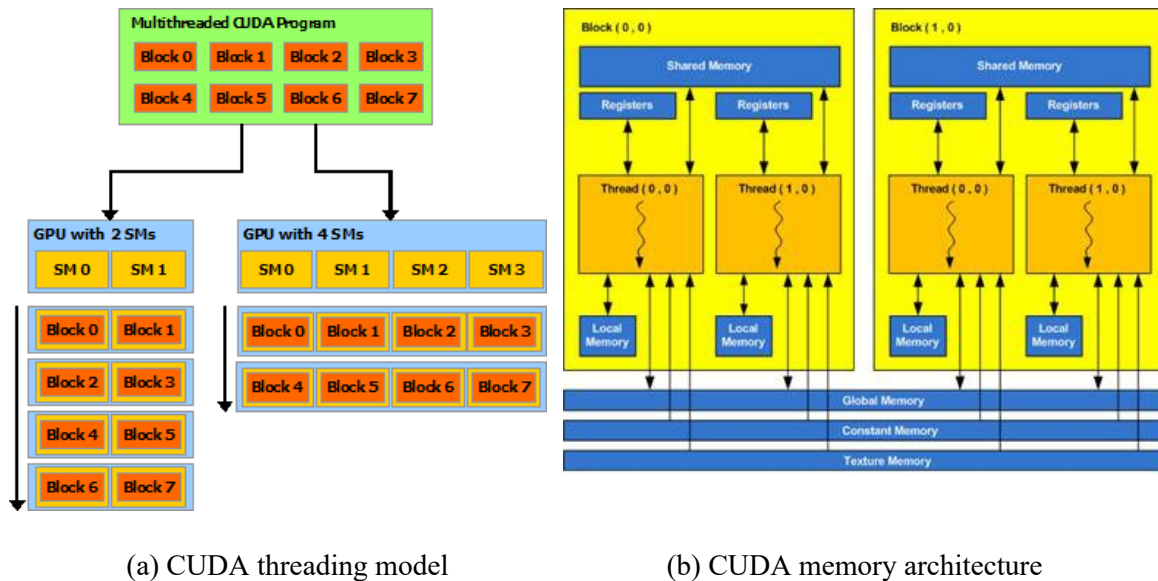 Multithreaded CUDA Program
Block 0 Block 1 Block 2 Block 3
Block 4 Block 5 Block 6 Block 7
GPU with 2 SMs
SM 0 SM 1
Block 0 Block 1
Block 2 Block 3
Block 4 Block 5
Block 6 Block 7
GPU with 4 SMs
SM 0 SM 1 SM 2 SM 3
Block 0 Block 1 Block 2 Block 3
Block 4 Block 5 Block 6 Block 7
(a) CUDA threading model
Block ( 0 , 0 )
Shared Memory
Registers Registers
Thread ( 0 , 0 ) Thread ( 1 , 0 )
Local Memory
Local Memory
Block ( 1 , 0 )
Shared Memory
Registers Registers
Thread ( 0 , 0 ) Thread ( 1 , 0 )
Local Memory
Local Memory
Global Memory
Constant Memory
Texture Memory
(b) CUDA memory architecture